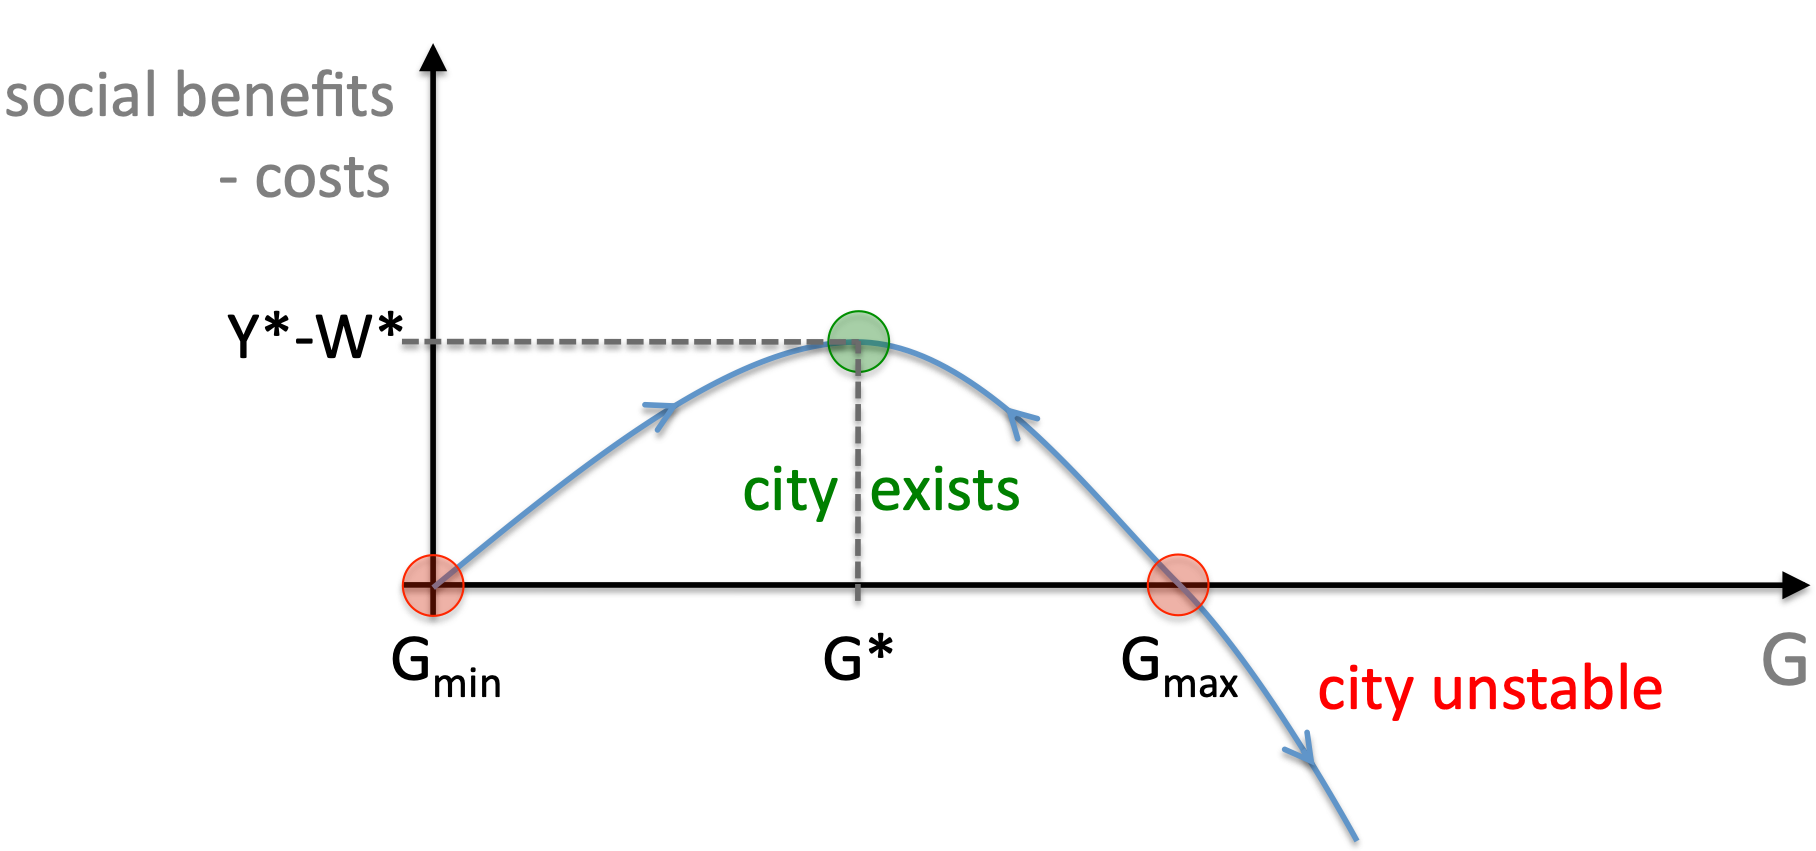 social benefits
- costs
Y*-W*
city exists
G_min
G*
G_max
G
city unstable